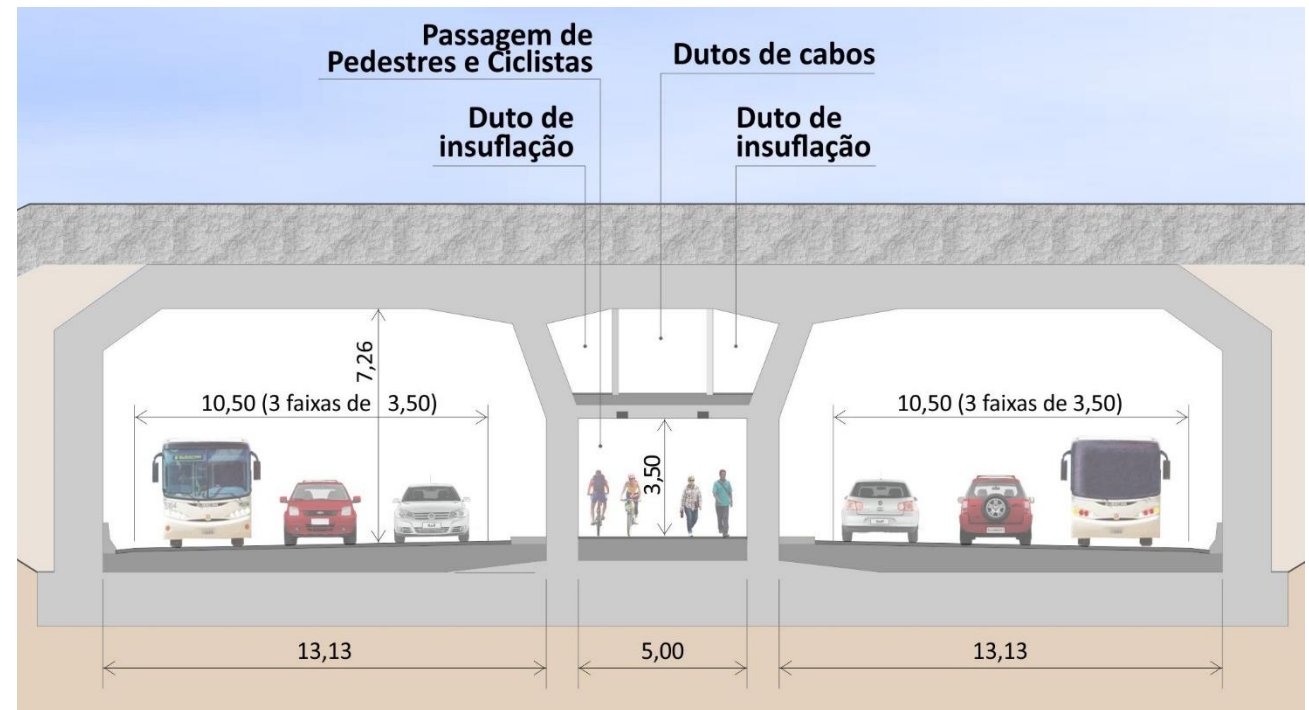 Passagem de
Pedestres e Ciclistas
Dutos de cabos
Duto de
insuflação
Duto de
insuflação
7,26
10,50 (3 faixas de 3,50)
3,50
10,50 (3 faixas de 3,50)
13,13
5,00
13,13